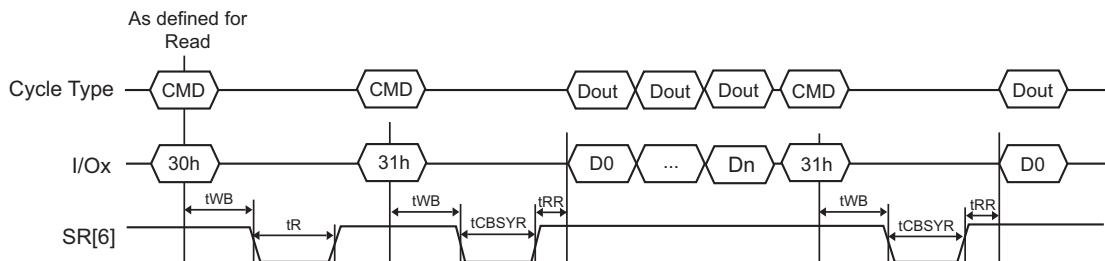 As defined for
Read
Cycle Type CMD CMD Dout Dout Dout CMD Dout
I/Ox 30h 31h D0 ... Dn 31h D0
tWB tR tWB tCBSYR tRR tWB tCBSYR tRR
SR[6]